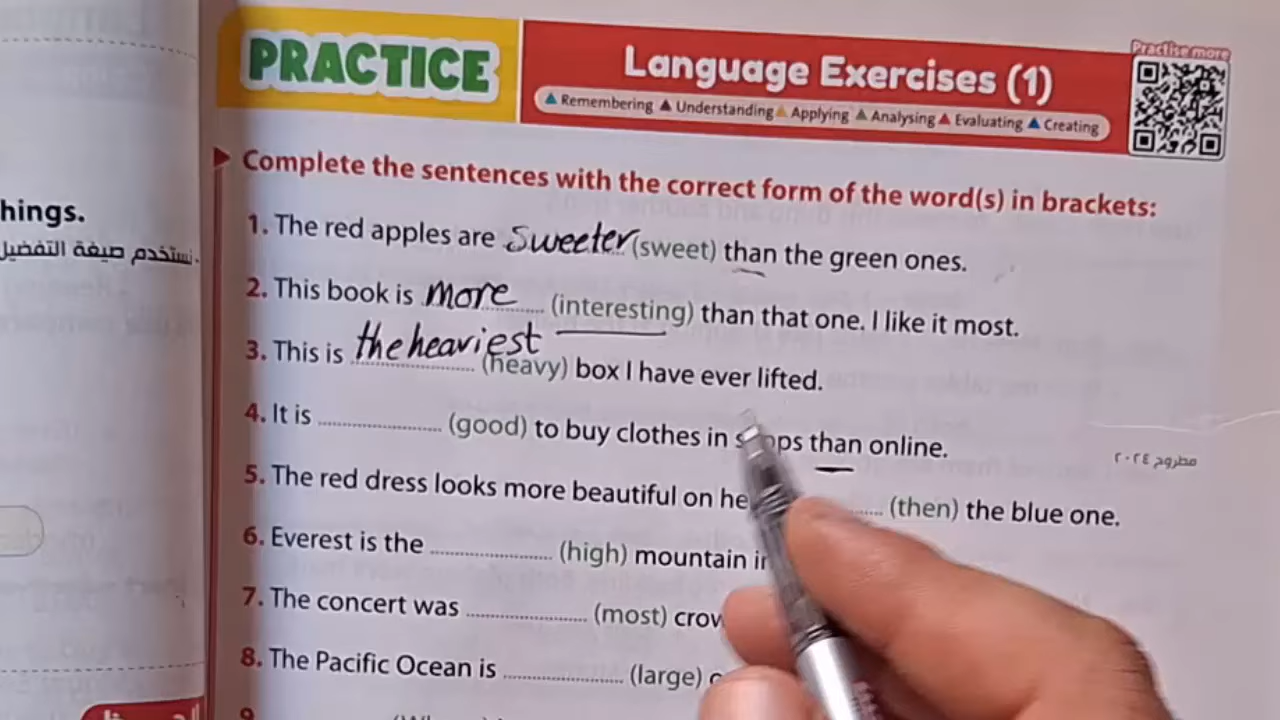 PRACTICE
Language Exercises (1)
Practise more
Remembering Understanding Applying Analysing Evaluating Creating
Complete the sentences with the correct form of the word(s) in brackets:
hings.
نستخدم صيغة التفضيل
1. The red apples are sweeter (sweet) than the green ones.
2. This book is more (interesting) than that one. I like it most.
3. This is the heaviest (heavy) box I have ever lifted.
4. It is .................... (good) to buy clothes in than online.
مطروح ٢٠٢٤
5. The red dress looks more beautiful on ...... (then) the blue one.
6. Everest is the .................... (high) mountain
7. The concert was .................... (most)
8. The Pacific Ocean is .................... (large)